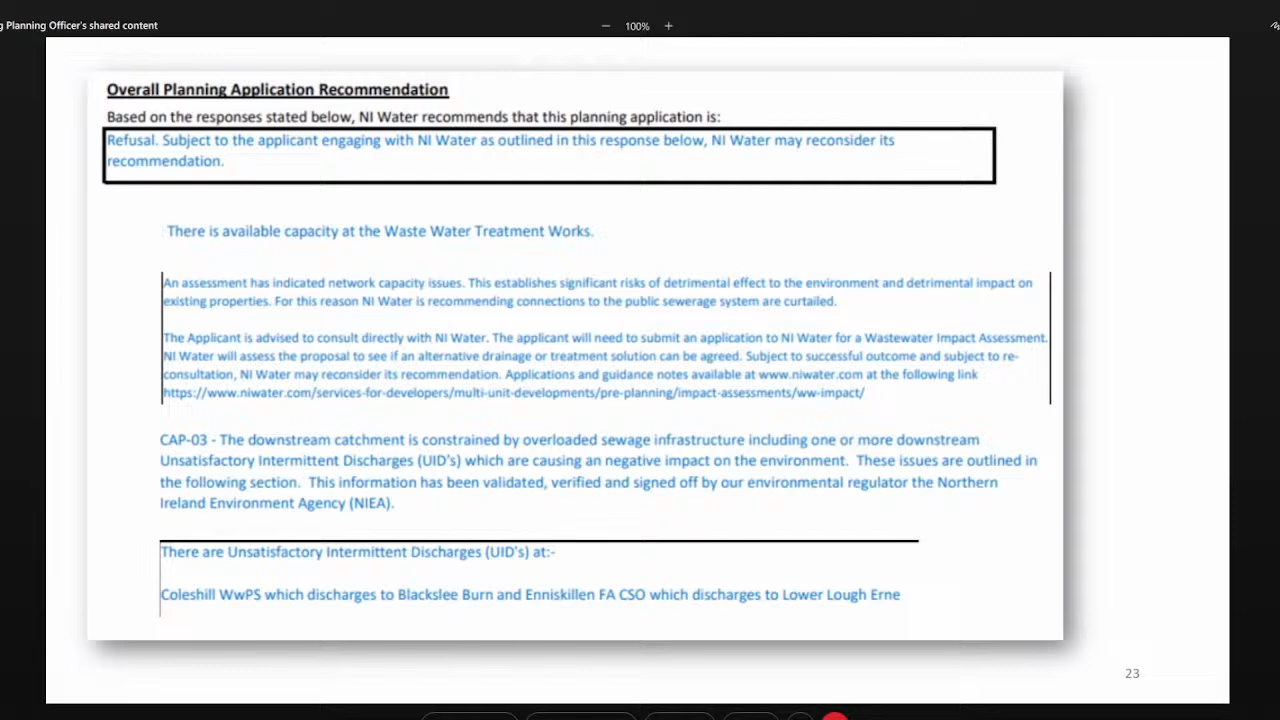 g Planning Officer's shared content
100%
Overall Planning Application Recommendation
Based on the responses stated below, NI Water recommends that this planning application is:
Refusal. Subject to the applicant engaging with NI Water as outlined in this response below, NI Water may reconsider its
recommendation.
There is available capacity at the Waste Water Treatment Works.
An assessment has indicated network capacity issues. This establishes significant risks of detrimental effect to the environment and detrimental impact on
existing properties. For this reason NI Water is recommending connections to the public sewerage system are curtailed.
The Applicant is advised to consult directly with NI Water. The applicant will need to submit an application to NI Water for a Wastewater Impact Assessment.
NI Water will assess the proposal to see if an alternative drainage or treatment solution can be agreed. Subject to successful outcome and subject to re-
consultation, NI Water may reconsider its recommendation. Applications and guidance notes available at www.niwater.com at the following link
https://www.niwater.com/services-for-developers/multi-unit-developments/pre-planning/impact-assessments/ww-impact/
CAP-03 - The downstream catchment is constrained by overloaded sewage infrastructure including one or more downstream
Unsatisfactory Intermittent Discharges (UID's) which are causing an negative impact on the environment.  These issues are outlined in
the following section.  This information has been validated, verified and signed off by our environmental regulator the Northern
Ireland Environment Agency (NIEA).
There are Unsatisfactory Intermittent Discharges (UID's) at:-
Coleshill WwPS which discharges to Blackslee Burn and Enniskillen FA CSO which discharges to Lower Lough Erne
23